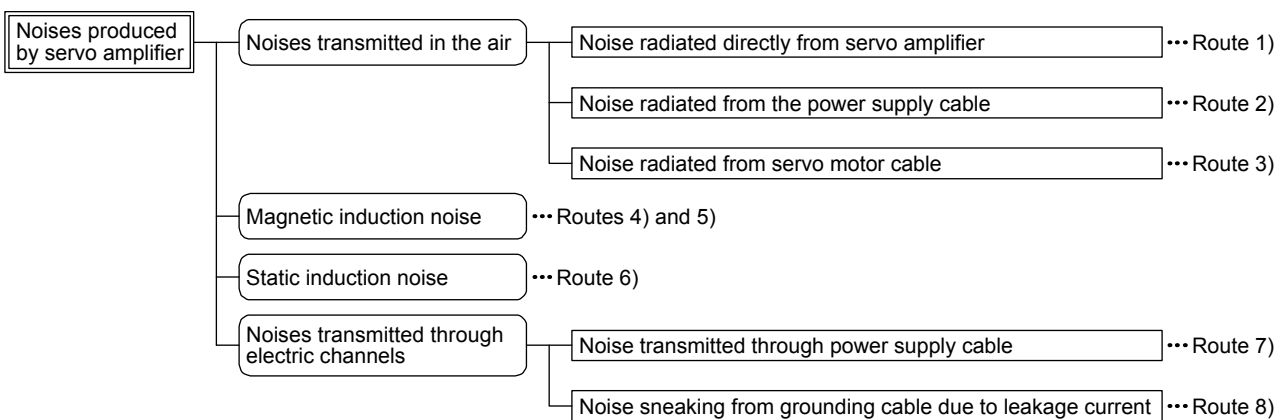 Noises produced
by servo amplifier
Noises transmitted in the air
Noise radiated directly from servo amplifier
••• Route 1)
Noise radiated from the power supply cable
••• Route 2)
Noise radiated from servo motor cable
••• Route 3)
Magnetic induction noise
••• Routes 4) and 5)
Static induction noise
••• Route 6)
Noises transmitted through
electric channels
Noise transmitted through power supply cable
••• Route 7)
Noise sneaking from grounding cable due to leakage current
••• Route 8)